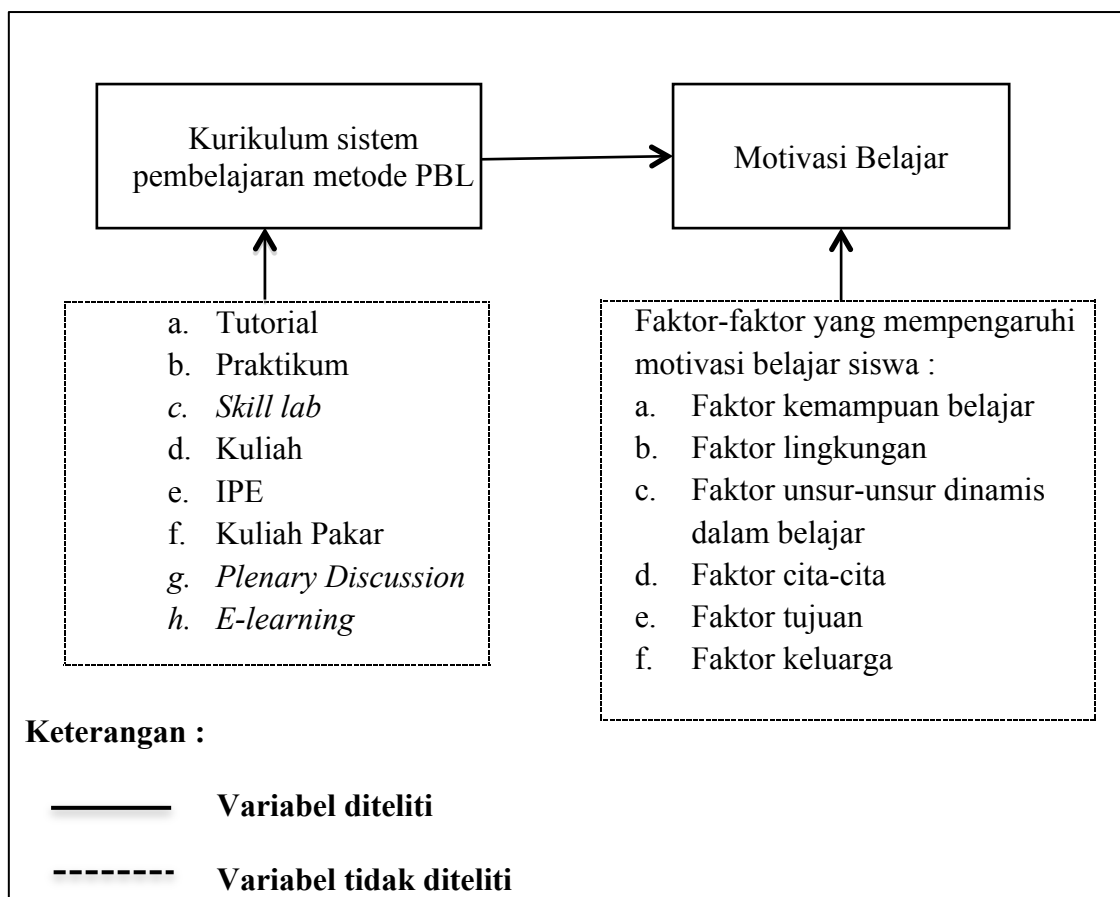 Kurikulum sistem
pembelajaran metode PBL
Motivasi Belajar
a. Tutorial
b. Praktikum
c. Skill lab
d. Kuliah
e. IPE
f. Kuliah Pakar
g. Plenary Discussion
h. E-learning
Faktor-faktor yang mempengaruhi
motivasi belajar siswa :
a. Faktor kemampuan belajar
b. Faktor lingkungan
c. Faktor unsur-unsur dinamis
dalam belajar
d. Faktor cita-cita
e. Faktor tujuan
f. Faktor keluarga
Keterangan :
Variabel diteliti
Variabel tidak diteliti